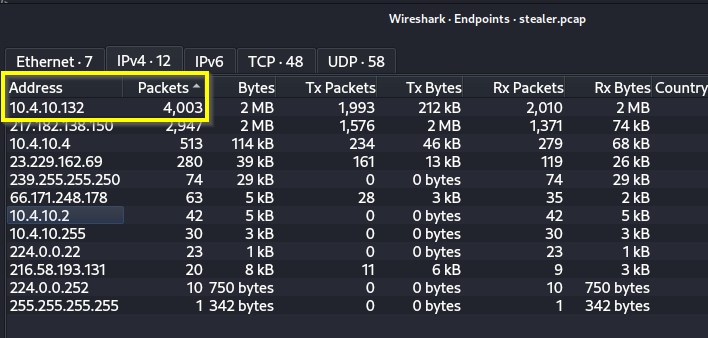 Wireshark · Endpoints · stealer.pcap
Ethernet · 7 IPv4 · 12 IPv6 TCP · 48 UDP · 58
Address Packets Bytes Tx Packets Tx Bytes Rx Packets Rx Bytes Country
10.4.10.132 4,003 2 MB 1,993 212 kB 2,010 2 MB
217.182.138.150 2,947 2 MB 1,576 2 MB 1,371 74 kB
10.4.10.4 513 114 kB 234 46 kB 279 68 kB
23.229.162.69 280 39 kB 161 13 kB 119 26 kB
239.255.255.250 74 29 kB 0 0 bytes 74 29 kB
66.171.248.178 63 5 kB 28 3 kB 35 2 kB
10.4.10.2 42 5 kB 0 0 bytes 42 5 kB
10.4.10.255 30 3 kB 0 0 bytes 30 3 kB
224.0.0.22 23 1 kB 0 0 bytes 23 1 kB
216.58.193.131 20 8 kB 11 6 kB 9 3 kB
224.0.0.252 10 750 bytes 0 0 bytes 10 750 bytes
255.255.255.255 1 342 bytes 0 0 bytes 1 342 bytes